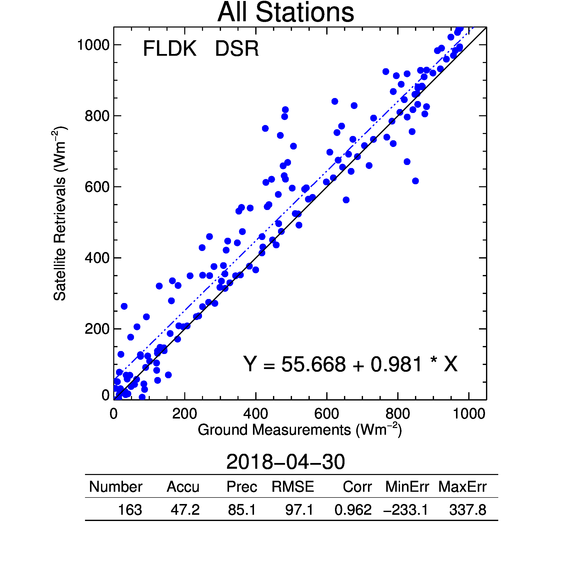 All Stations
FLDK DSR
1000
800
600
400
200
0
Satellite Retrievals (Wm⁻²)
Y = 55.668 + 0.981 * X
0 200 400 600 800 1000
Ground Measurements (Wm⁻²)
2018−04−30
Number Accu Prec RMSE Corr MinErr MaxErr
163 47.2 85.1 97.1 0.962 −233.1 337.8